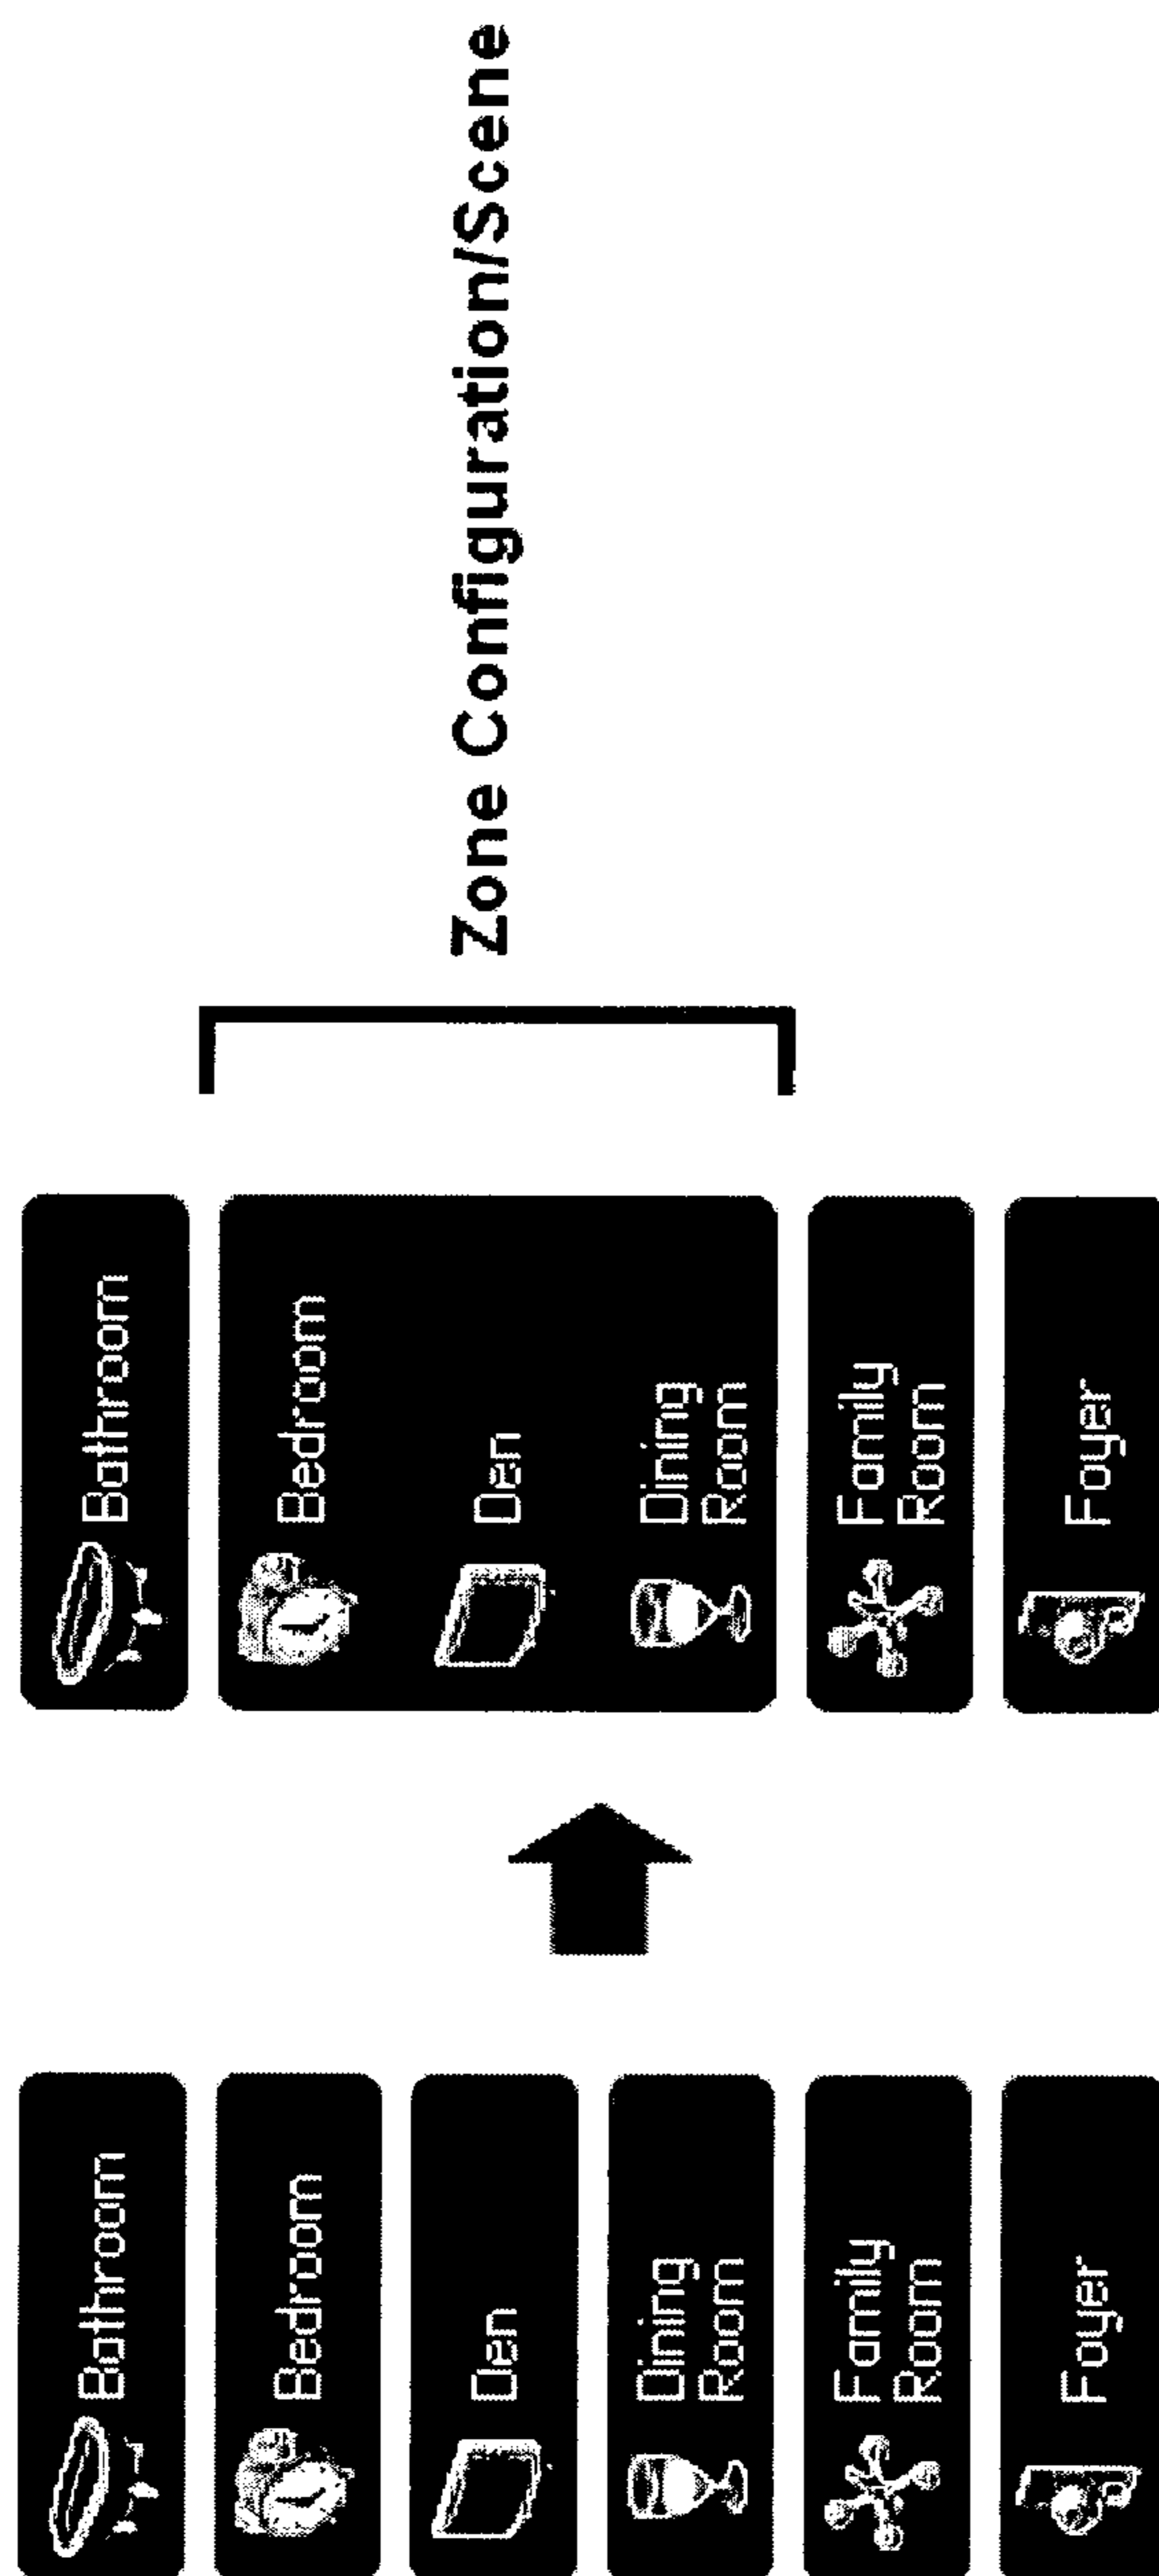 Bathroom
Bedroom
Den
Dining
Room
Family
Room
Foyer
Bathroom
Bedroom
Den
Dining
Room
Family
Room
Foyer
Zone Configuration/Scene